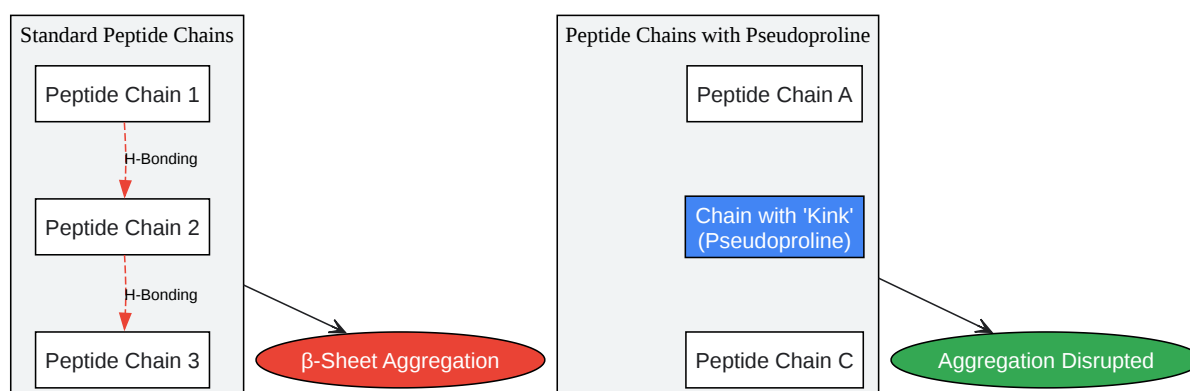 Standard Peptide Chains
Peptide Chain 1
H-Bonding
Peptide Chain 2
H-Bonding
Peptide Chain 3
β-Sheet Aggregation
Peptide Chains with Pseudoproline
Peptide Chain A
Chain with 'Kink'
(Pseudoproline)
Peptide Chain C
Aggregation Disrupted